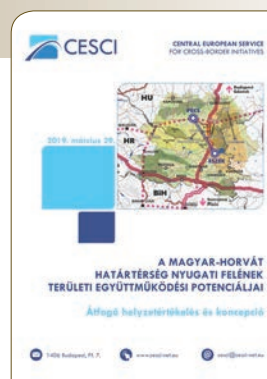 CESCI
CENTRAL EUROPEAN SERVICE
FOR CROSS-BORDER INITIATIVES
HU
HR
BiH
2019. március 28.
A MAGYAR-HORVÁT
HATÁRTÉRSÉG NYUGATI FELÉNEK
TERÜLETI EGYÜTTMŰKÖDÉSI POTENCIÁLJAI
Átfogó helyzetértékelés és koncepció
1406 Budapest, Pf. 7.
www.cesci-net.eu
cesci@cesci-net.eu